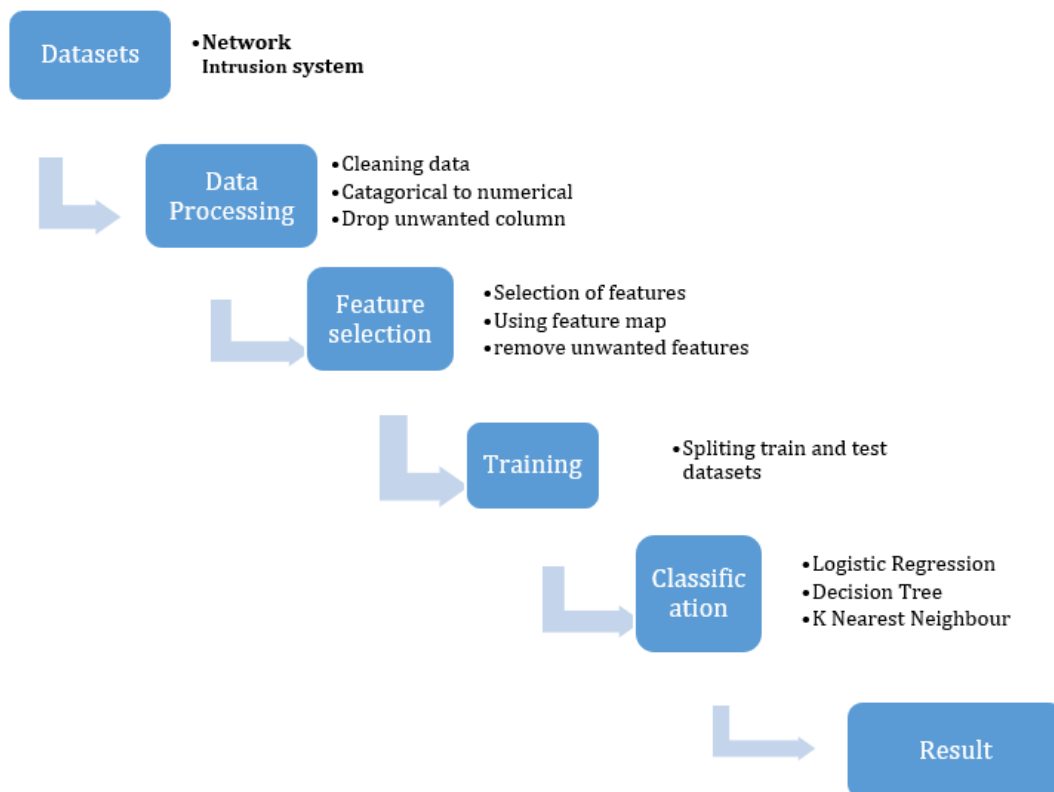 Datasets
•Network
Intrusion system
Data
Processing
•Cleaning data
•Catagorical to numerical
•Drop unwanted column
Feature
selection
•Selection of features
•Using feature map
•remove unwanted features
Training
•Spliting train and test
datasets
Classific
ation
•Logistic Regression
•Decision Tree
•K Nearest Neighbour
Result